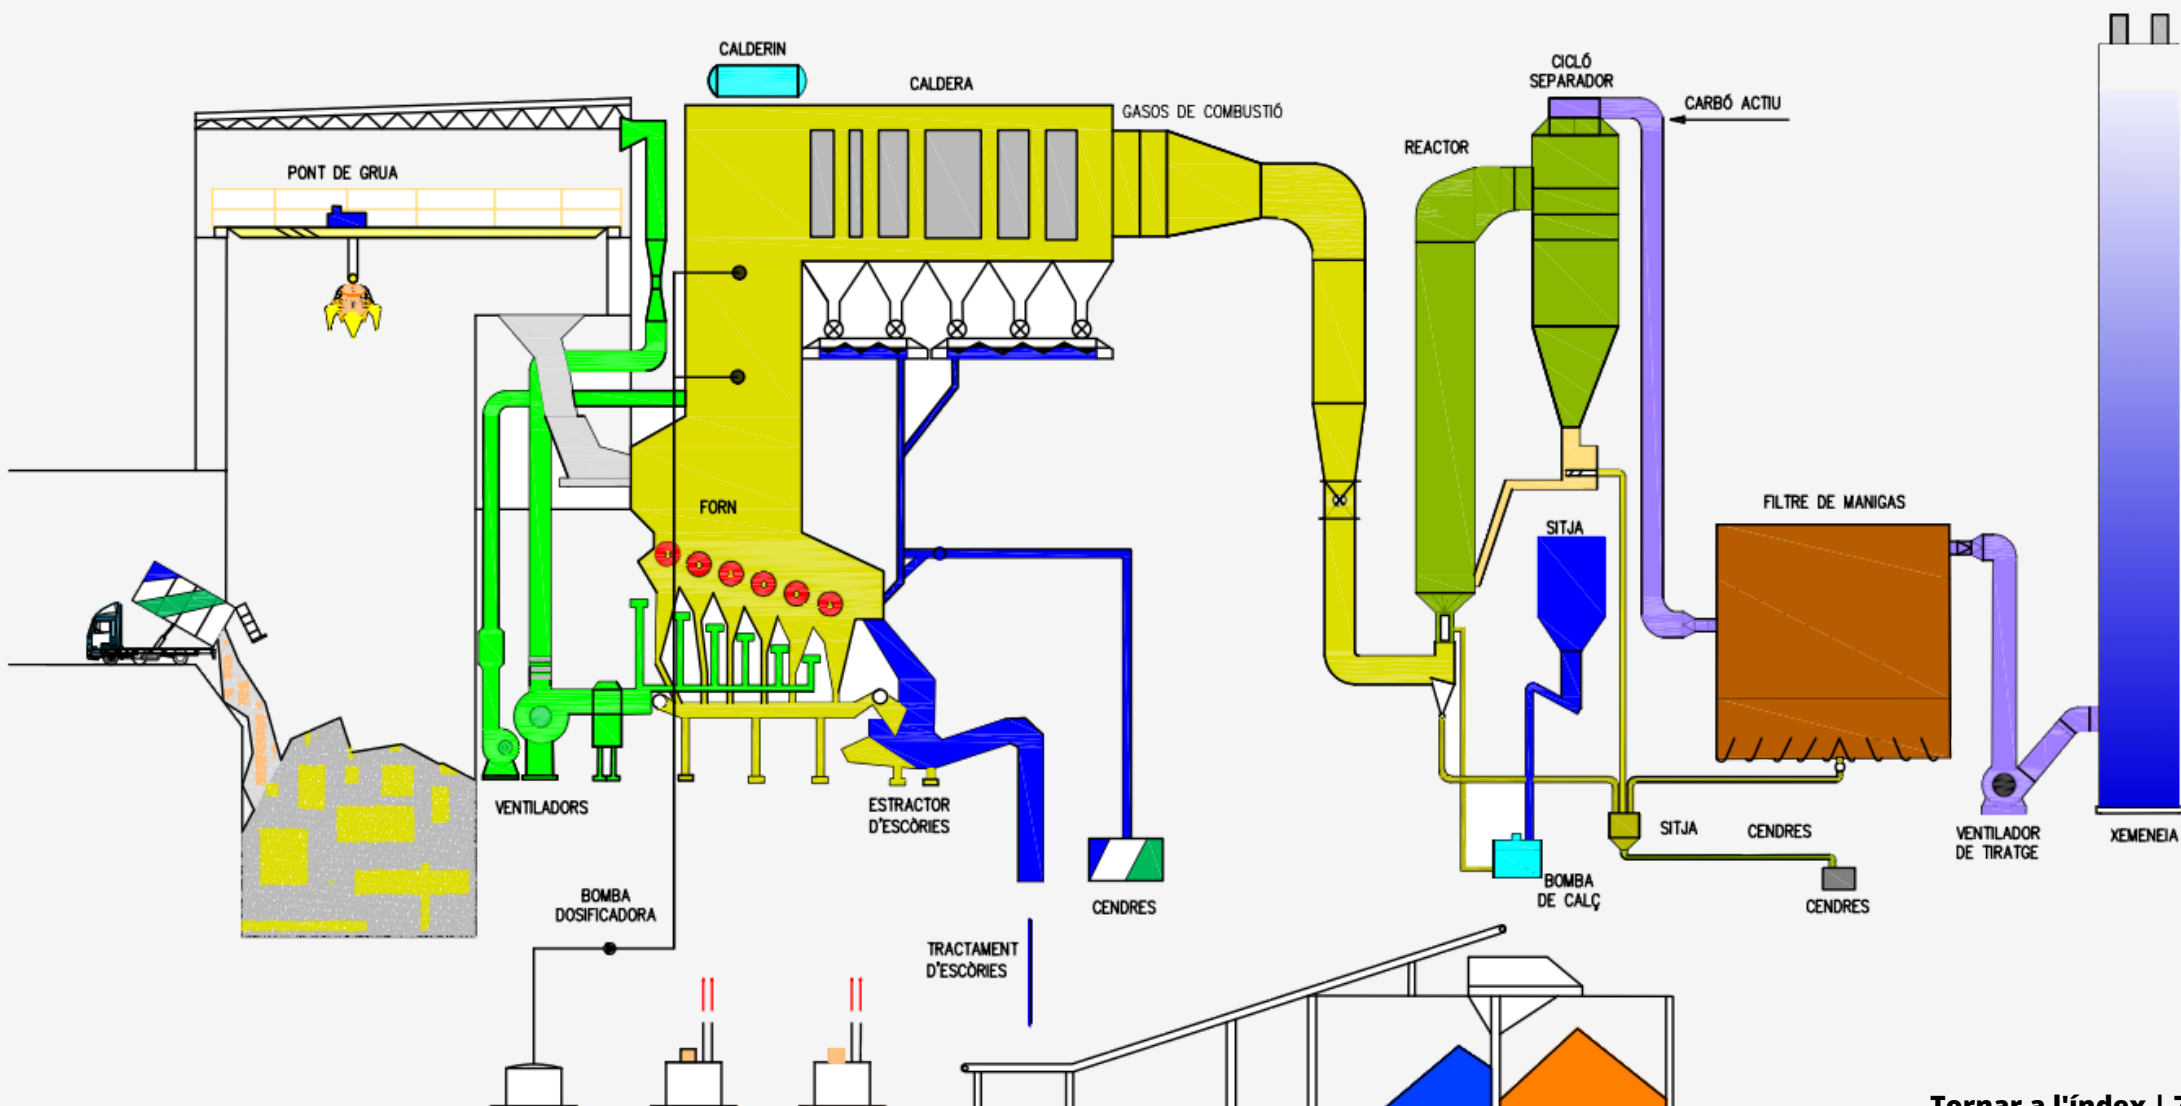 CALDERIN
CALDERA
GASOS DE COMBUSTIÓ
CICLÓ
SEPARADOR
CARBÓ ACTIU
REACTOR
PONT DE GRUA
FORN
SITJA
FILTRE DE MANIGAS
VENTILADORS
ESTRACTOR
D'ESCÒRIES
SITJA
CENDRES
VENTILADOR
DE TIRATGE
XEMENEIA
BOMBA
DOSIFICADORA
CENDRES
BOMBA
DE CALÇ
CENDRES
TRACTAMENT
D'ESCÒRIES
Tornar a l'índex |